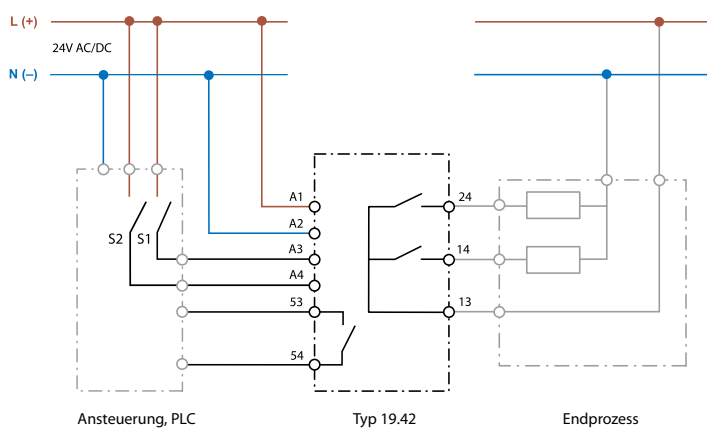 L (+)
24V AC/DC
N (–)
A1
24
A2
S2
S1
A3
14
A4
53
13
54
Ansteuerung, PLC
Typ 19.42
Endprozess